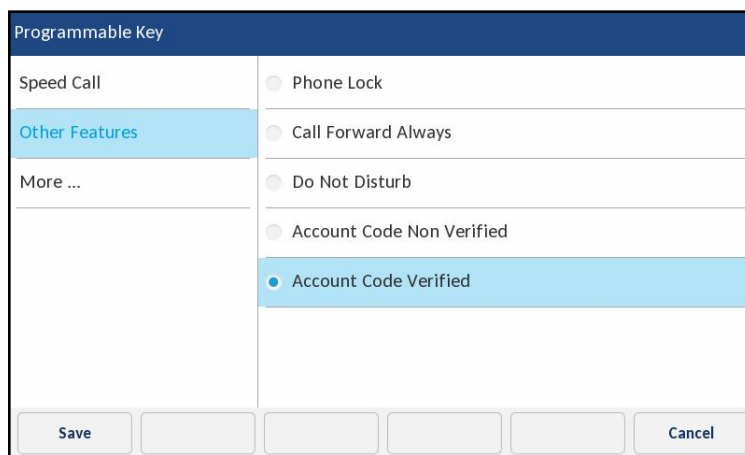 Programmable Key
Speed Call
Other Features
More ...
Phone Lock
Call Forward Always
Do Not Disturb
Account Code Non Verified
Account Code Verified
Save
Cancel